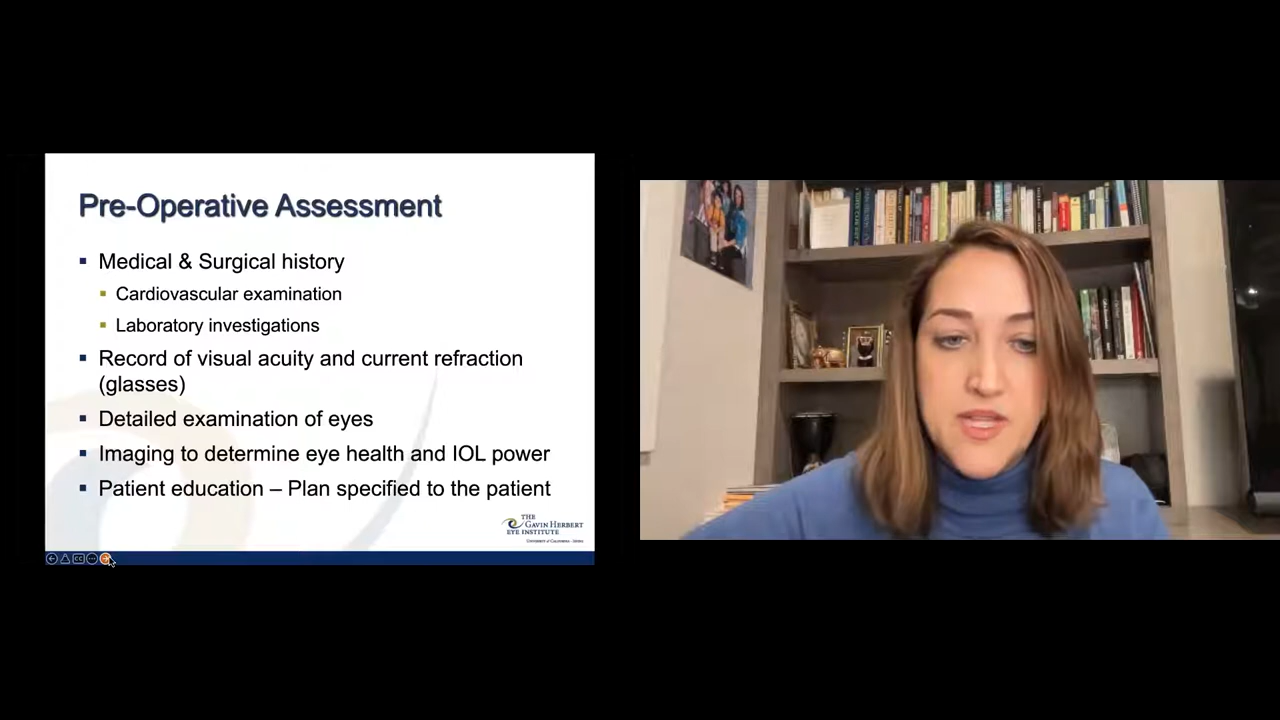 Pre-Operative Assessment
Medical & Surgical history
Cardiovascular examination
Laboratory investigations
Record of visual acuity and current refraction
(glasses)
Detailed examination of eyes
Imaging to determine eye health and IOL power
Patient education – Plan specified to the patient
THE
GAVIN HERBERT
EYE INSTITUTE